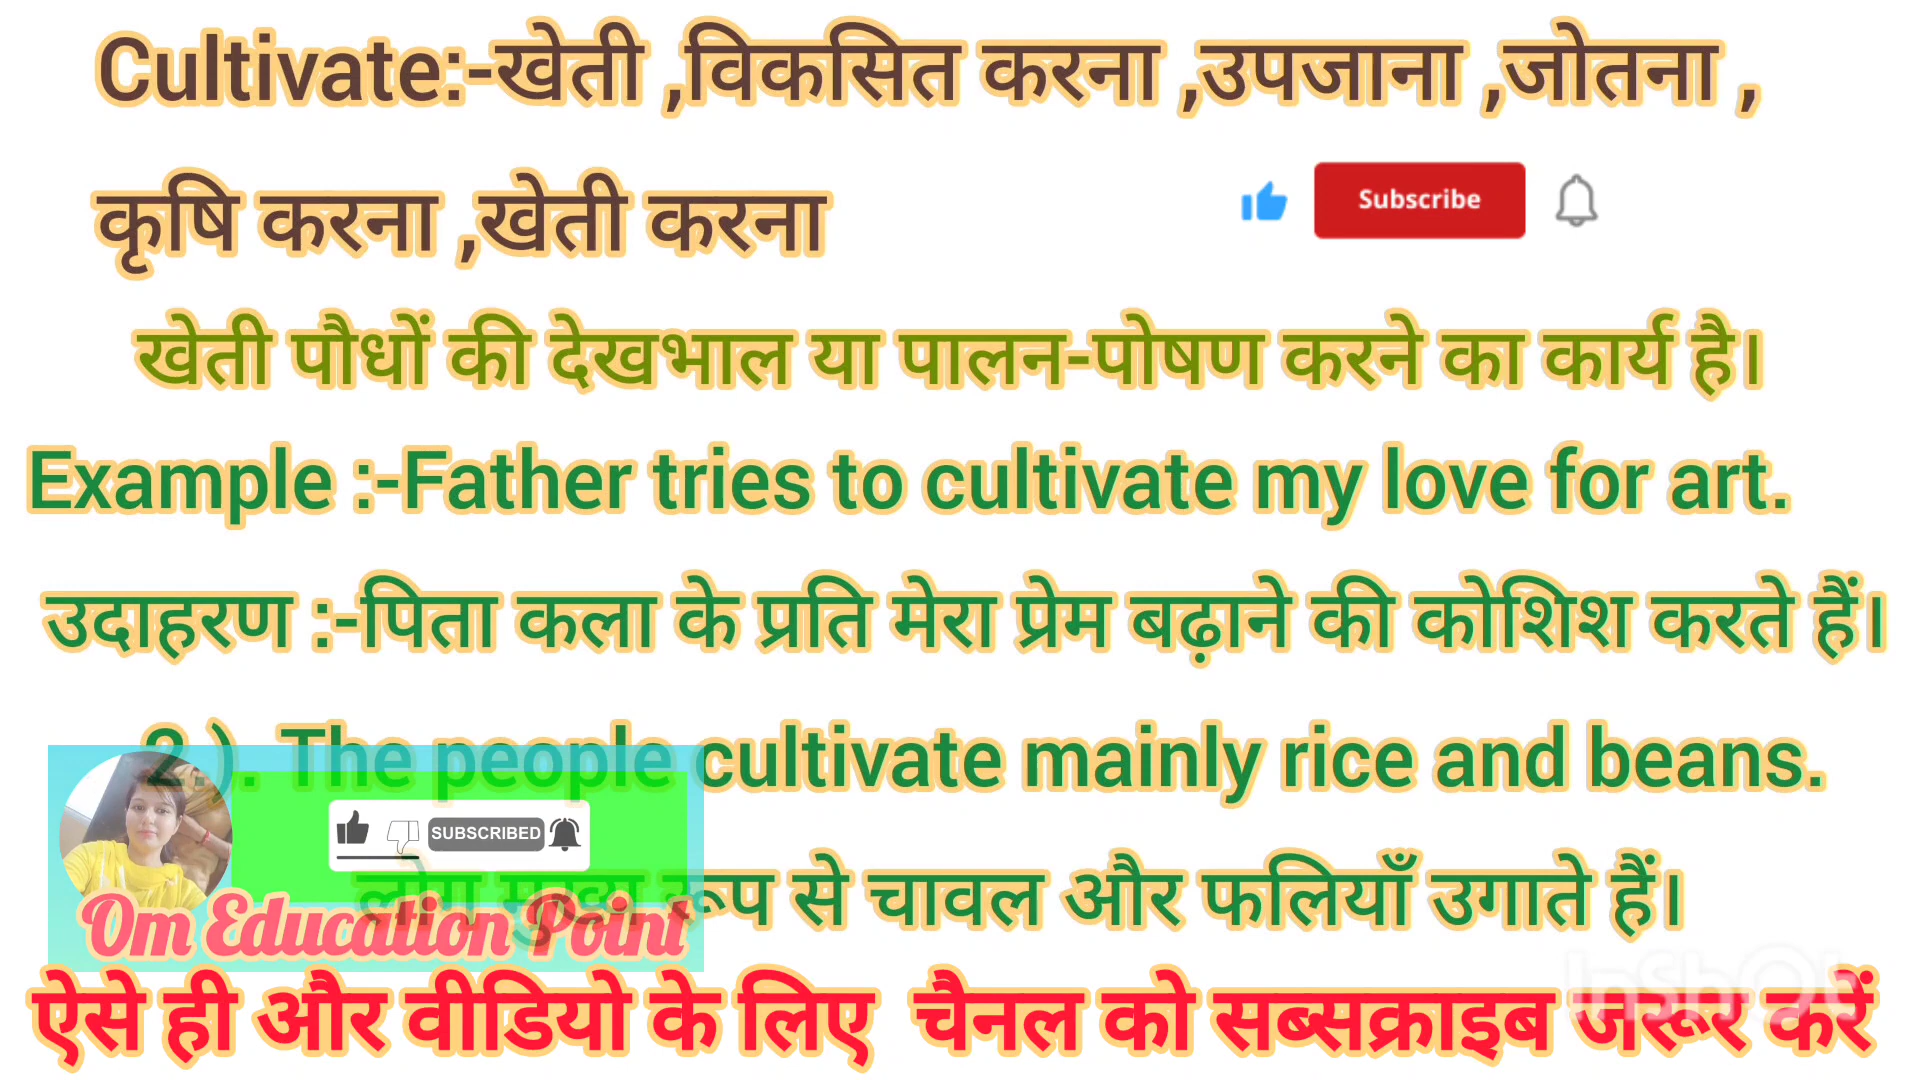 Cultivate:-खेती ,विकसित करना ,उपजाना ,जोतना ,
कृषि करना ,खेती करना
Subscribe
खेती पौधों की देखभाल या पालन-पोषण करने का कार्य है।
Example :-Father tries to cultivate my love for art.
उदाहरण :-पिता कला के प्रति मेरा प्रेम बढ़ाने की कोशिश करते हैं।
2.). The people cultivate mainly rice and beans.
SUBSCRIBED
लोग मुख्य रूप से चावल और फलियाँ उगाते हैं।
Om Education Point
InShOt
ऐसे ही और वीडियो के लिए चैनल को सब्सक्राइब जरूर करें